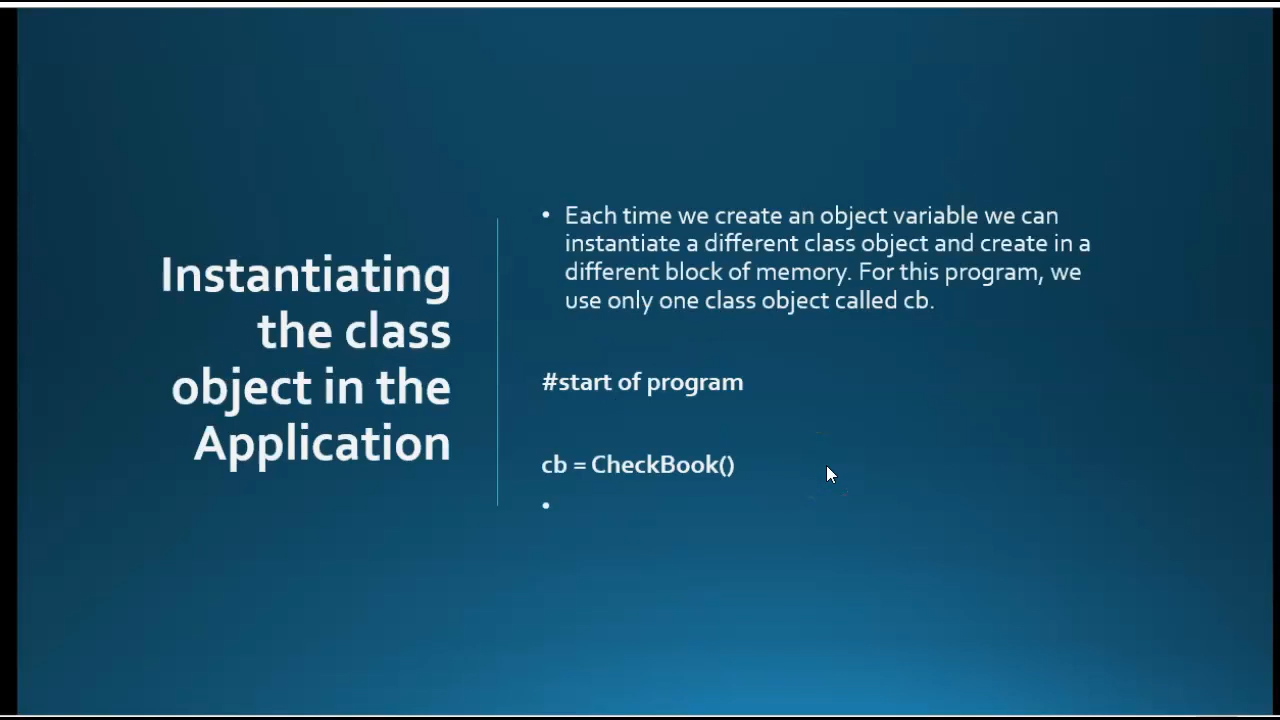 Instantiating
the class
object in the
Application
• Each time we create an object variable we can
instantiate a different class object and create in a
different block of memory. For this program, we
use only one class object called cb.
#start of program
cb = CheckBook()
•